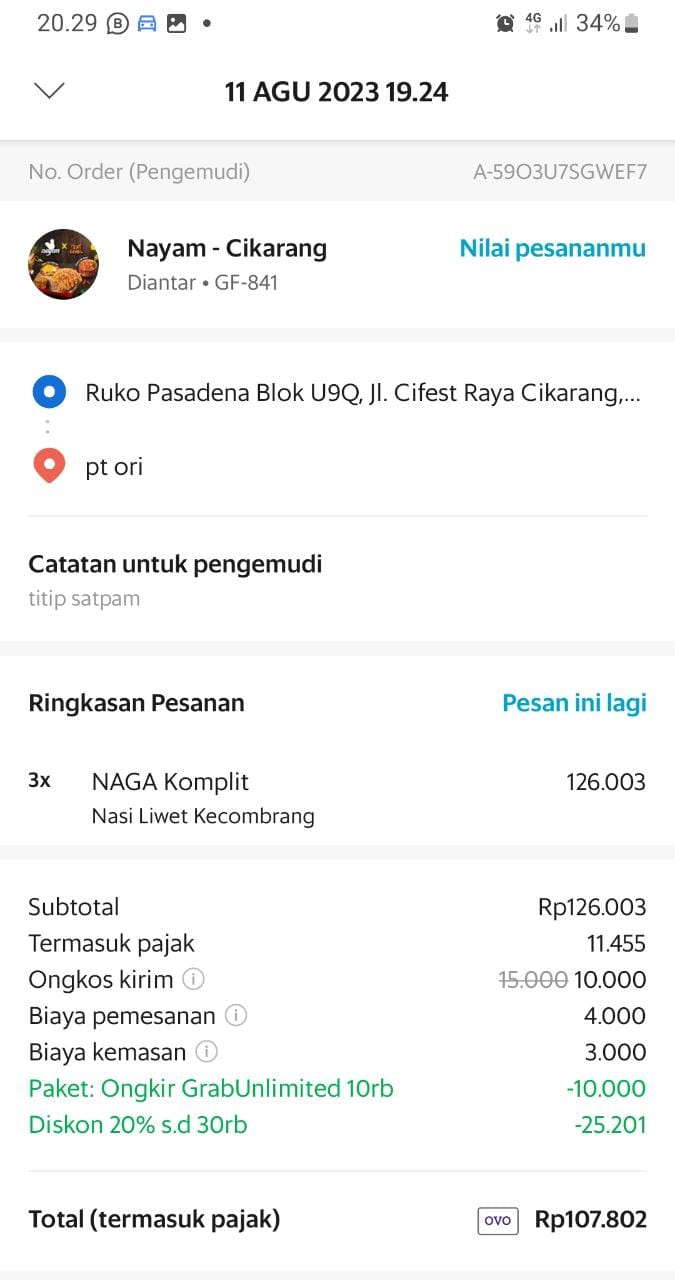 20.29 B 4G 34%
11 AGU 2023 19.24
No. Order (Pengemudi) A-59O3U7SGWEF7
Nayam - Cikarang Nilai pesananmu
Diantar • GF-841
Ruko Pasadena Blok U9Q, Jl. Cifest Raya Cikarang,...
pt ori
Catatan untuk pengemudi
titip satpam
Ringkasan Pesanan Pesan ini lagi
3x NAGA Komplit 126.003
Nasi Liwet Kecombrang
Subtotal Rp126.003
Termasuk pajak 11.455
Ongkos kirim 15.000 10.000
Biaya pemesanan 4.000
Biaya kemasan 3.000
Paket: Ongkir GrabUnlimited 10rb -10.000
Diskon 20% s.d 30rb -25.201
Total (termasuk pajak) OVO Rp107.802